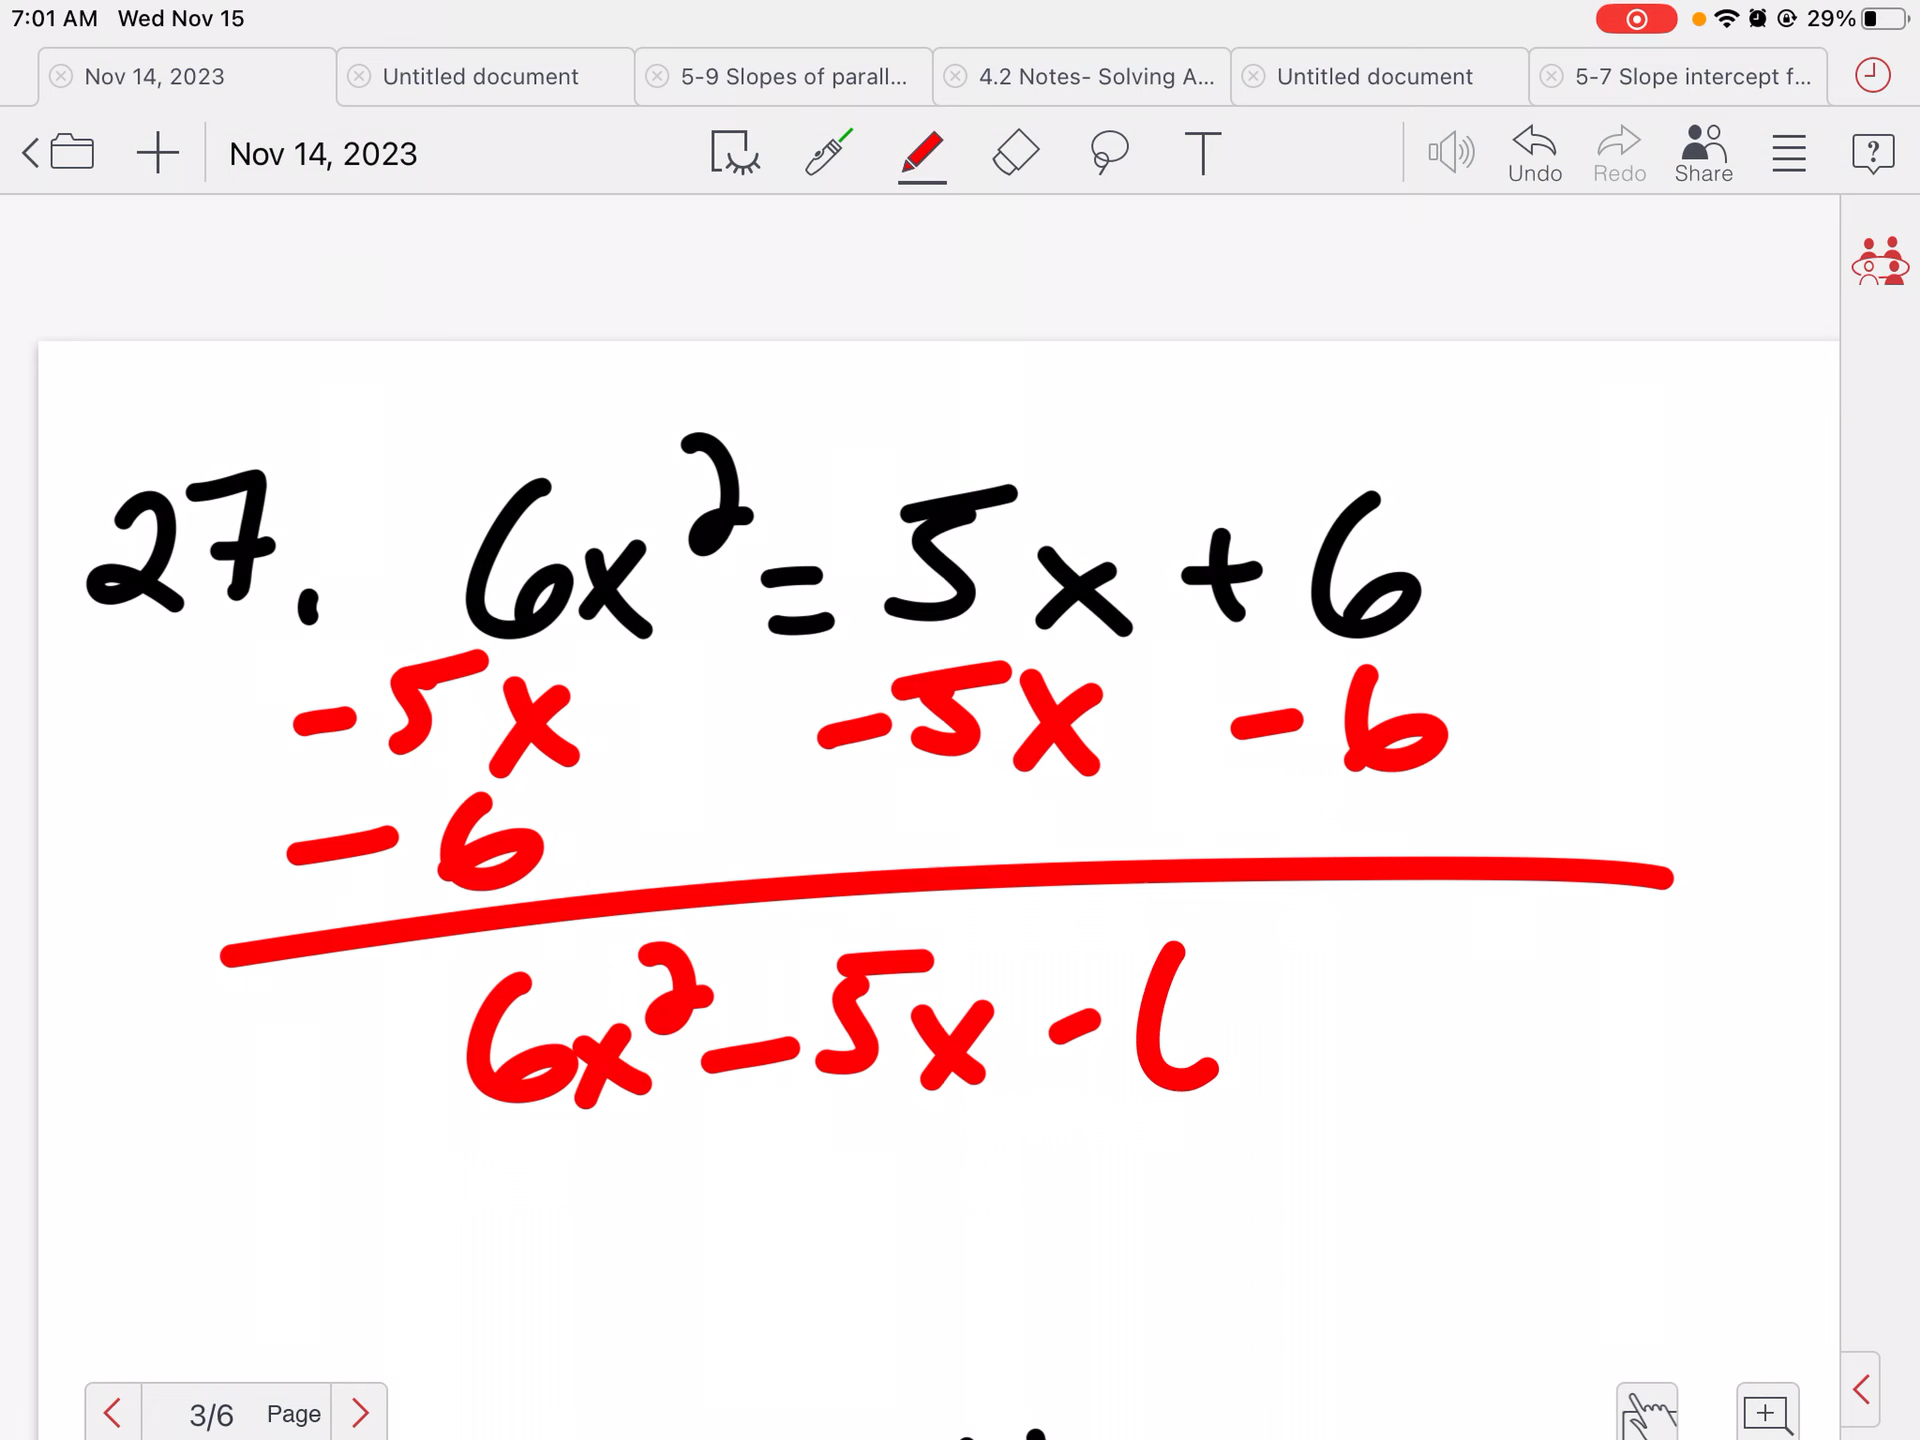 7:01 AM Wed Nov 15 29%
Nov 14, 2023 Untitled document 5-9 Slopes of parall... 4.2 Notes- Solving A... Untitled document 5-7 Slope intercept f...
Nov 14, 2023 T Undo Redo Share ?
27. 6x² = 5x + 6
-5x -5x -6
-6
6x² - 5x - 6
3/6 Page